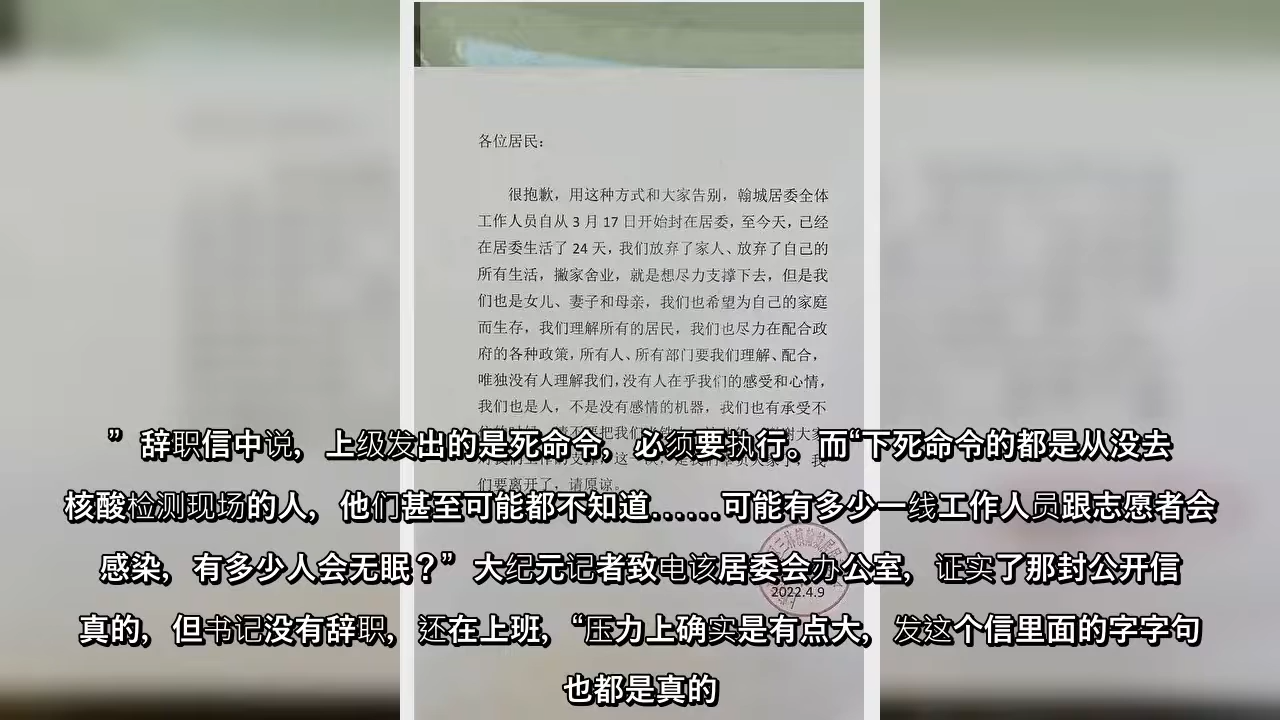 各位居民：
很抱歉，用这种方式和大家告别，翰城居委全体
工作人员自从 3 月 17 日开始封在居委，至今天，已经
在居委生活了 24 天，我们放弃了家人、放弃了自己的
所有生活，撇家舍业，就是想尽力支撑下去，但是我
们也是女儿、妻子和母亲，我们也希望为自己的家庭
而生存，我们理解所有的居民，我们也尽力在配合政
府的各种政策，所有人、所有部门要我们理解、配合，
唯独没有人理解我们，没有人在乎我们的感受和心情，
我们也是人，不是没有感情的机器，我们也有承受不
们要离开了，请原谅。
2022.4.9
”辞职信中说，上级发出的是死命令，必须要执行。而“下死命令的都是从没去
核酸检测现场的人，他们甚至可能都不知道……可能有多少一线工作人员跟志愿者会
感染，有多少人会无眠？”大纪元记者致电该居委会办公室，证实了那封公开信
真的，但书记没有辞职，还在上班，“压力上确实是有点大，发这个信里面的字字句
也都是真的